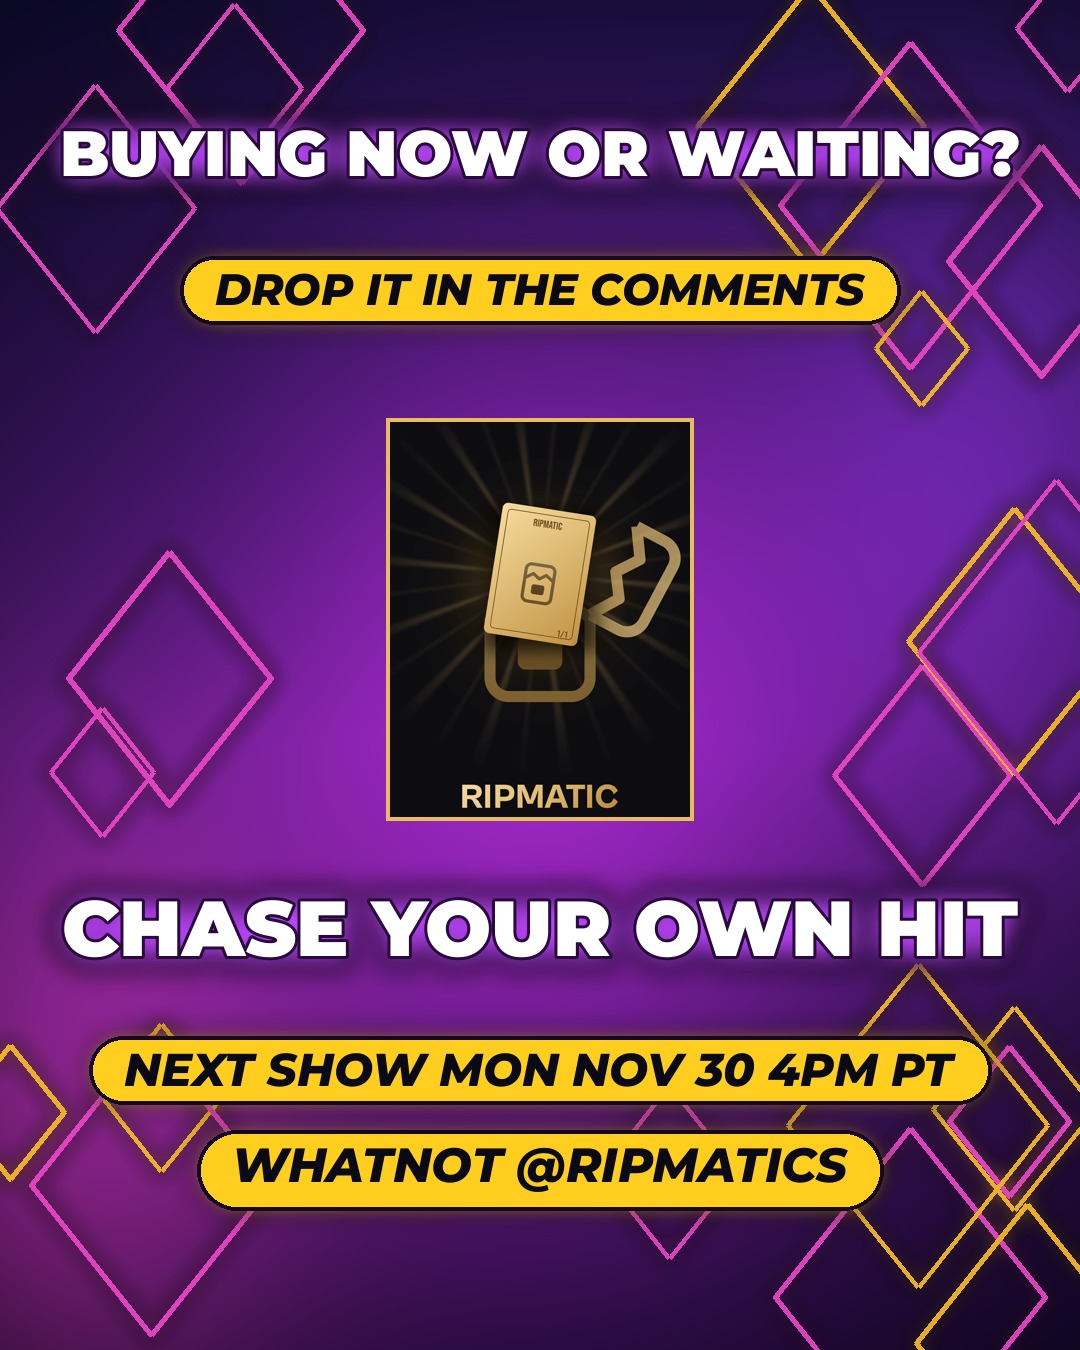 BUYING NOW OR WAITING?
DROP IT IN THE COMMENTS
RIPMATIC
1/1
RIPMATIC
CHASE YOUR OWN HIT
NEXT SHOW MON NOV 30 4PM PT
WHATNOT @RIPMATICS